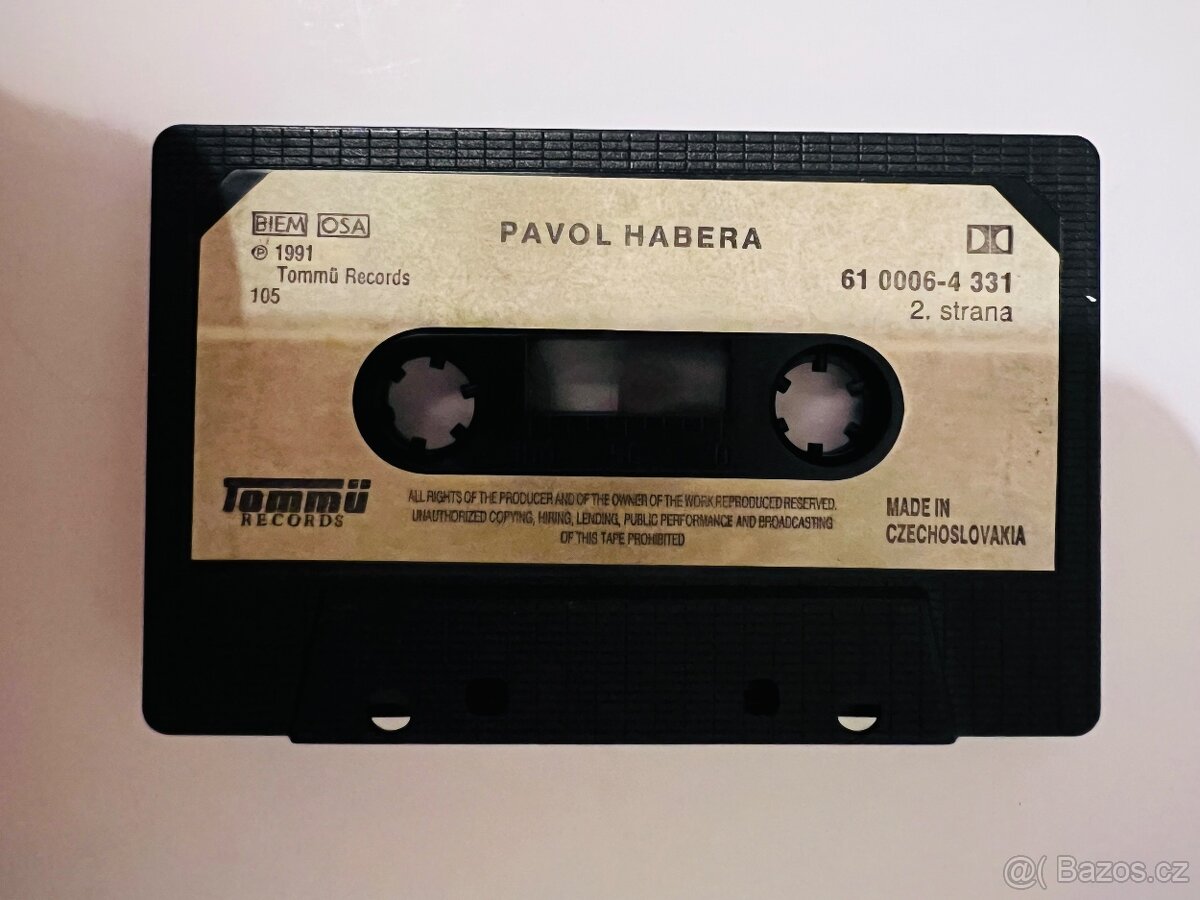 BIEM OSA
℗ 1991
Tommü Records
105
PAVOL HABERA
61 0006-4 331
2. strana
Tommü
RECORDS
ALL RIGHTS OF THE PRODUCER AND OF THE OWNER OF THE WORK REPRODUCED RESERVED.
UNAUTHORIZED COPYING, HIRING, LENDING, PUBLIC PERFORMANCE AND BROADCASTING
OF THIS TAPE PROHIBITED
MADE IN
CZECHOSLOVAKIA
@( Bazos.cz